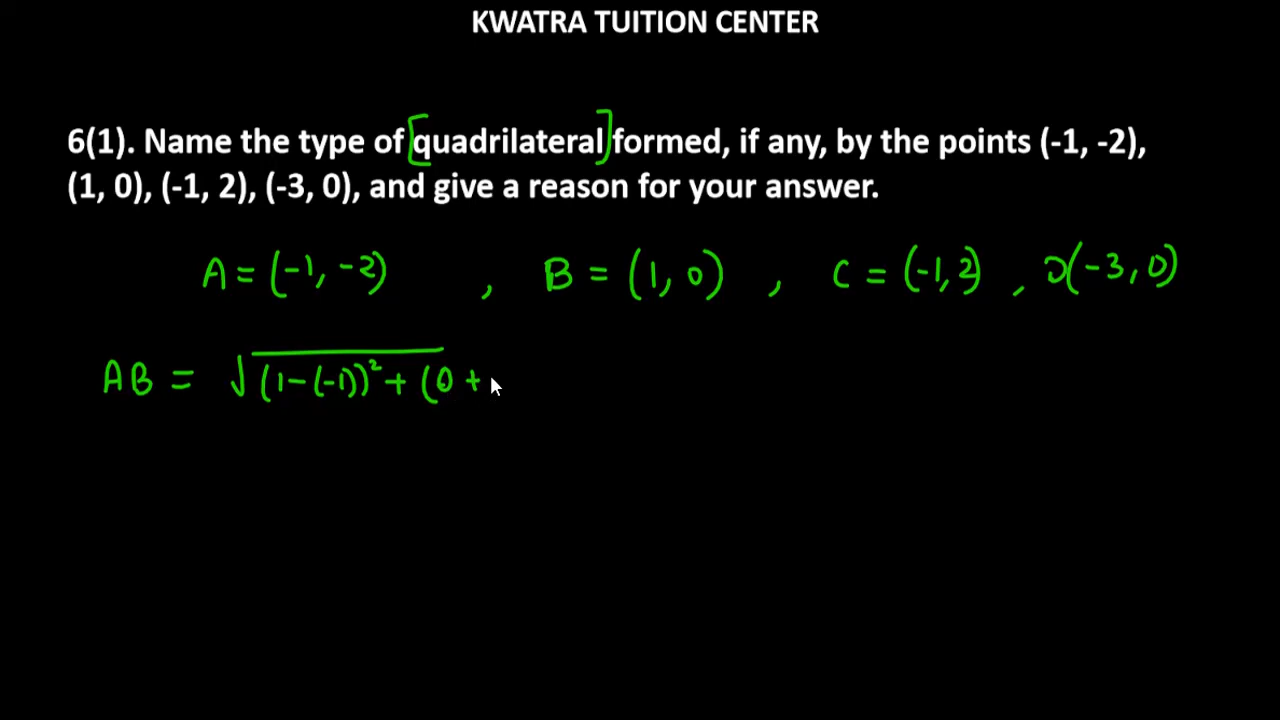 KWATRA TUITION CENTER
6(1). Name the type of [quadrilateral] formed, if any, by the points (-1, -2),
(1, 0), (-1, 2), (-3, 0), and give a reason for your answer.
A = (-1, -2) , B = (1, 0) , C = (-1, 2) , D(-3, 0)
AB = √(1-(-1))² + (0 +